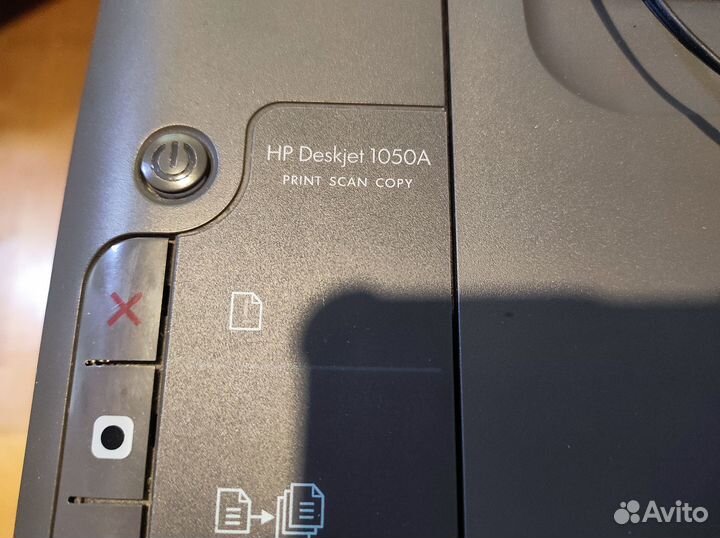 HP Deskjet 1050A
PRINT SCAN COPY
Avito